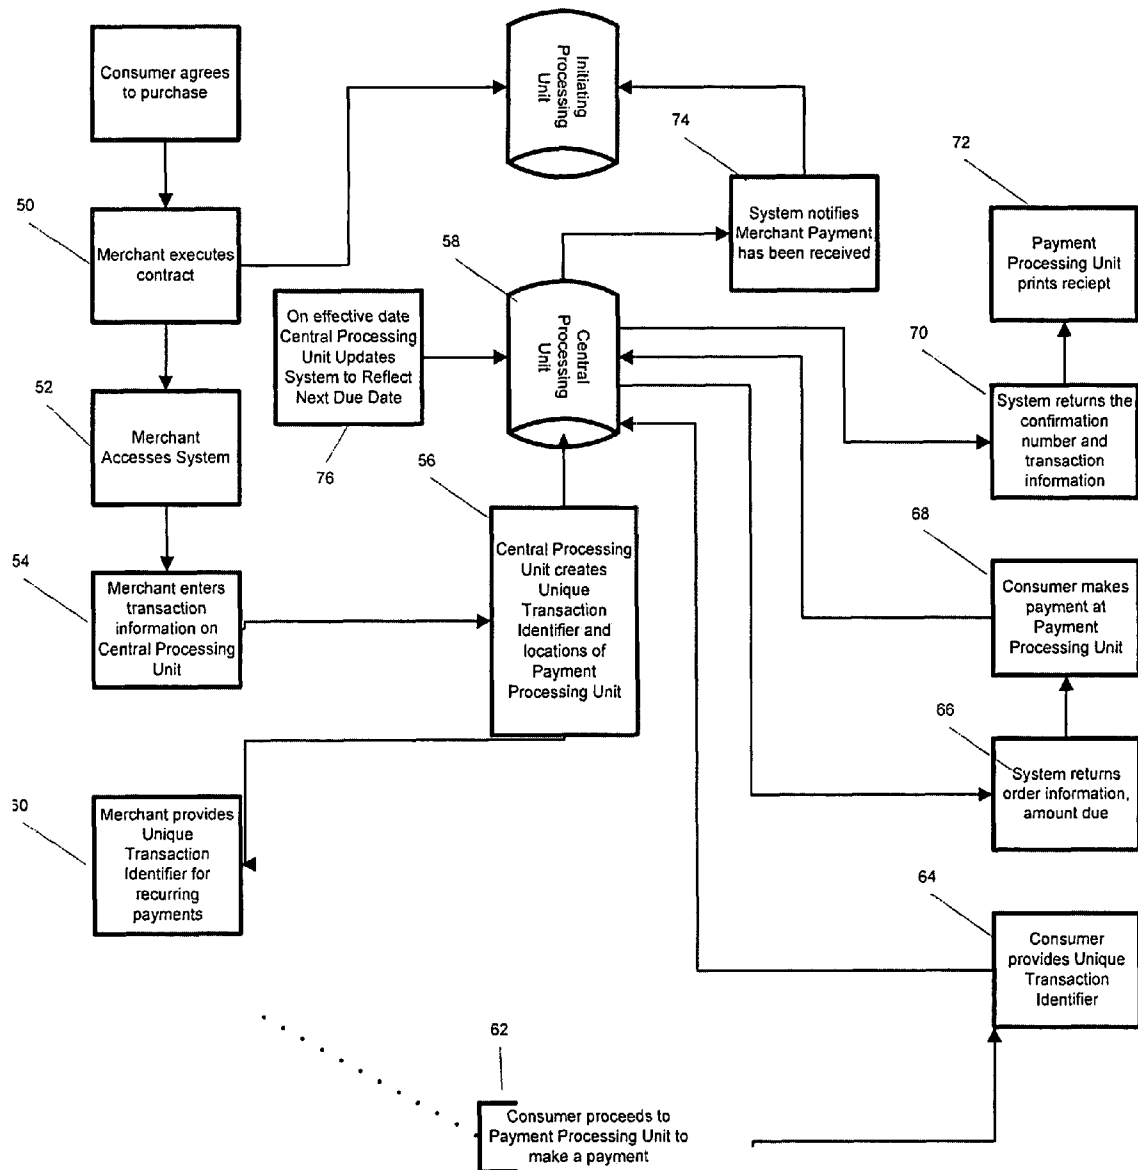 Consumer agrees
to purchase
Initiating
Processing
Unit
74
72
50
Merchant executes
contract
System notifies
Merchant Payment
has been received
Payment
Processing Unit
prints reciept
58
On effective date
Central Processing
Unit Updates
System to Reflect
Next Due Date
Central
Processing
Unit
70
52
Merchant
Accesses System
System returns the
confirmation
number and
transaction
information
76
56
68
54
Central Processing
Unit creates
Unique
Transaction
Identifier and
locations of
Payment
Processing Unit
Merchant enters
transaction
information on
Central Processing
Unit
Consumer makes
payment at
Payment
Processing Unit
66
System returns
order information,
amount due
60
Merchant provides
Unique
Transaction
Identifier for
recurring
payments
64
Consumer
provides Unique
Transaction
Identifier
62
Consumer proceeds to
Payment Processing Unit to
make a payment